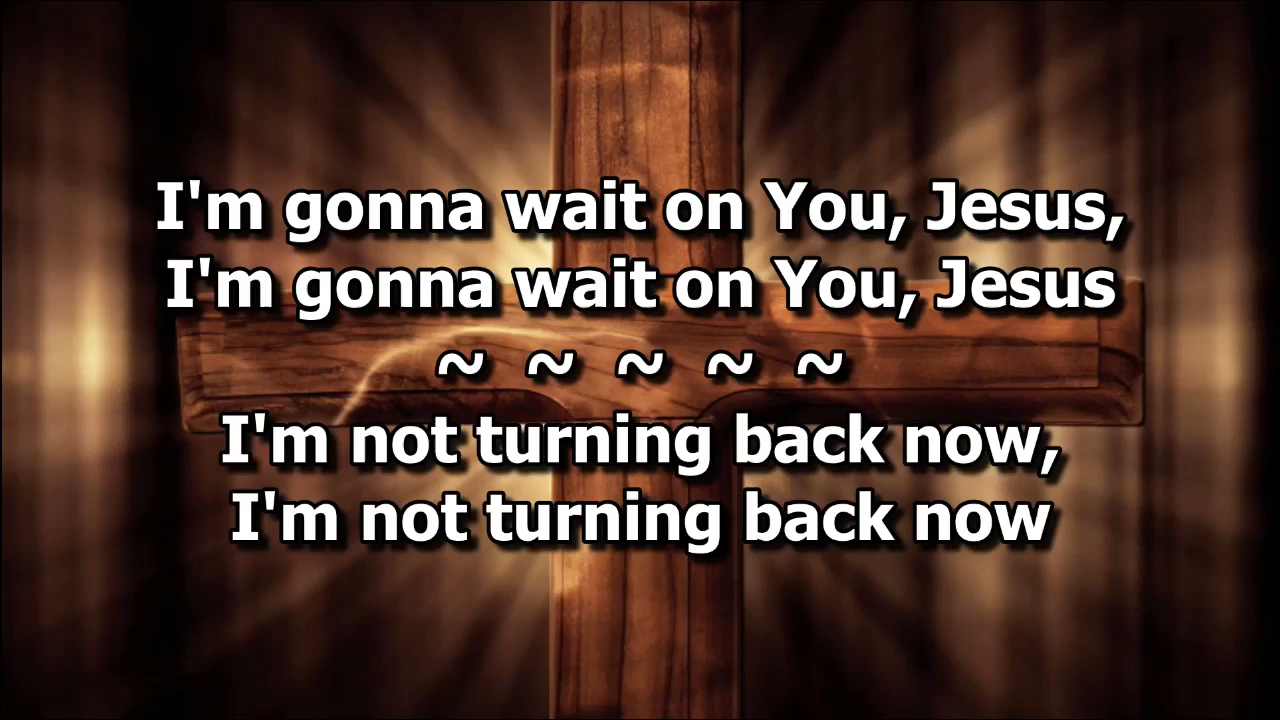 I'm gonna wait on You, Jesus,
I'm gonna wait on You, Jesus
~ ~ ~ ~ ~
I'm not turning back now,
I'm not turning back now